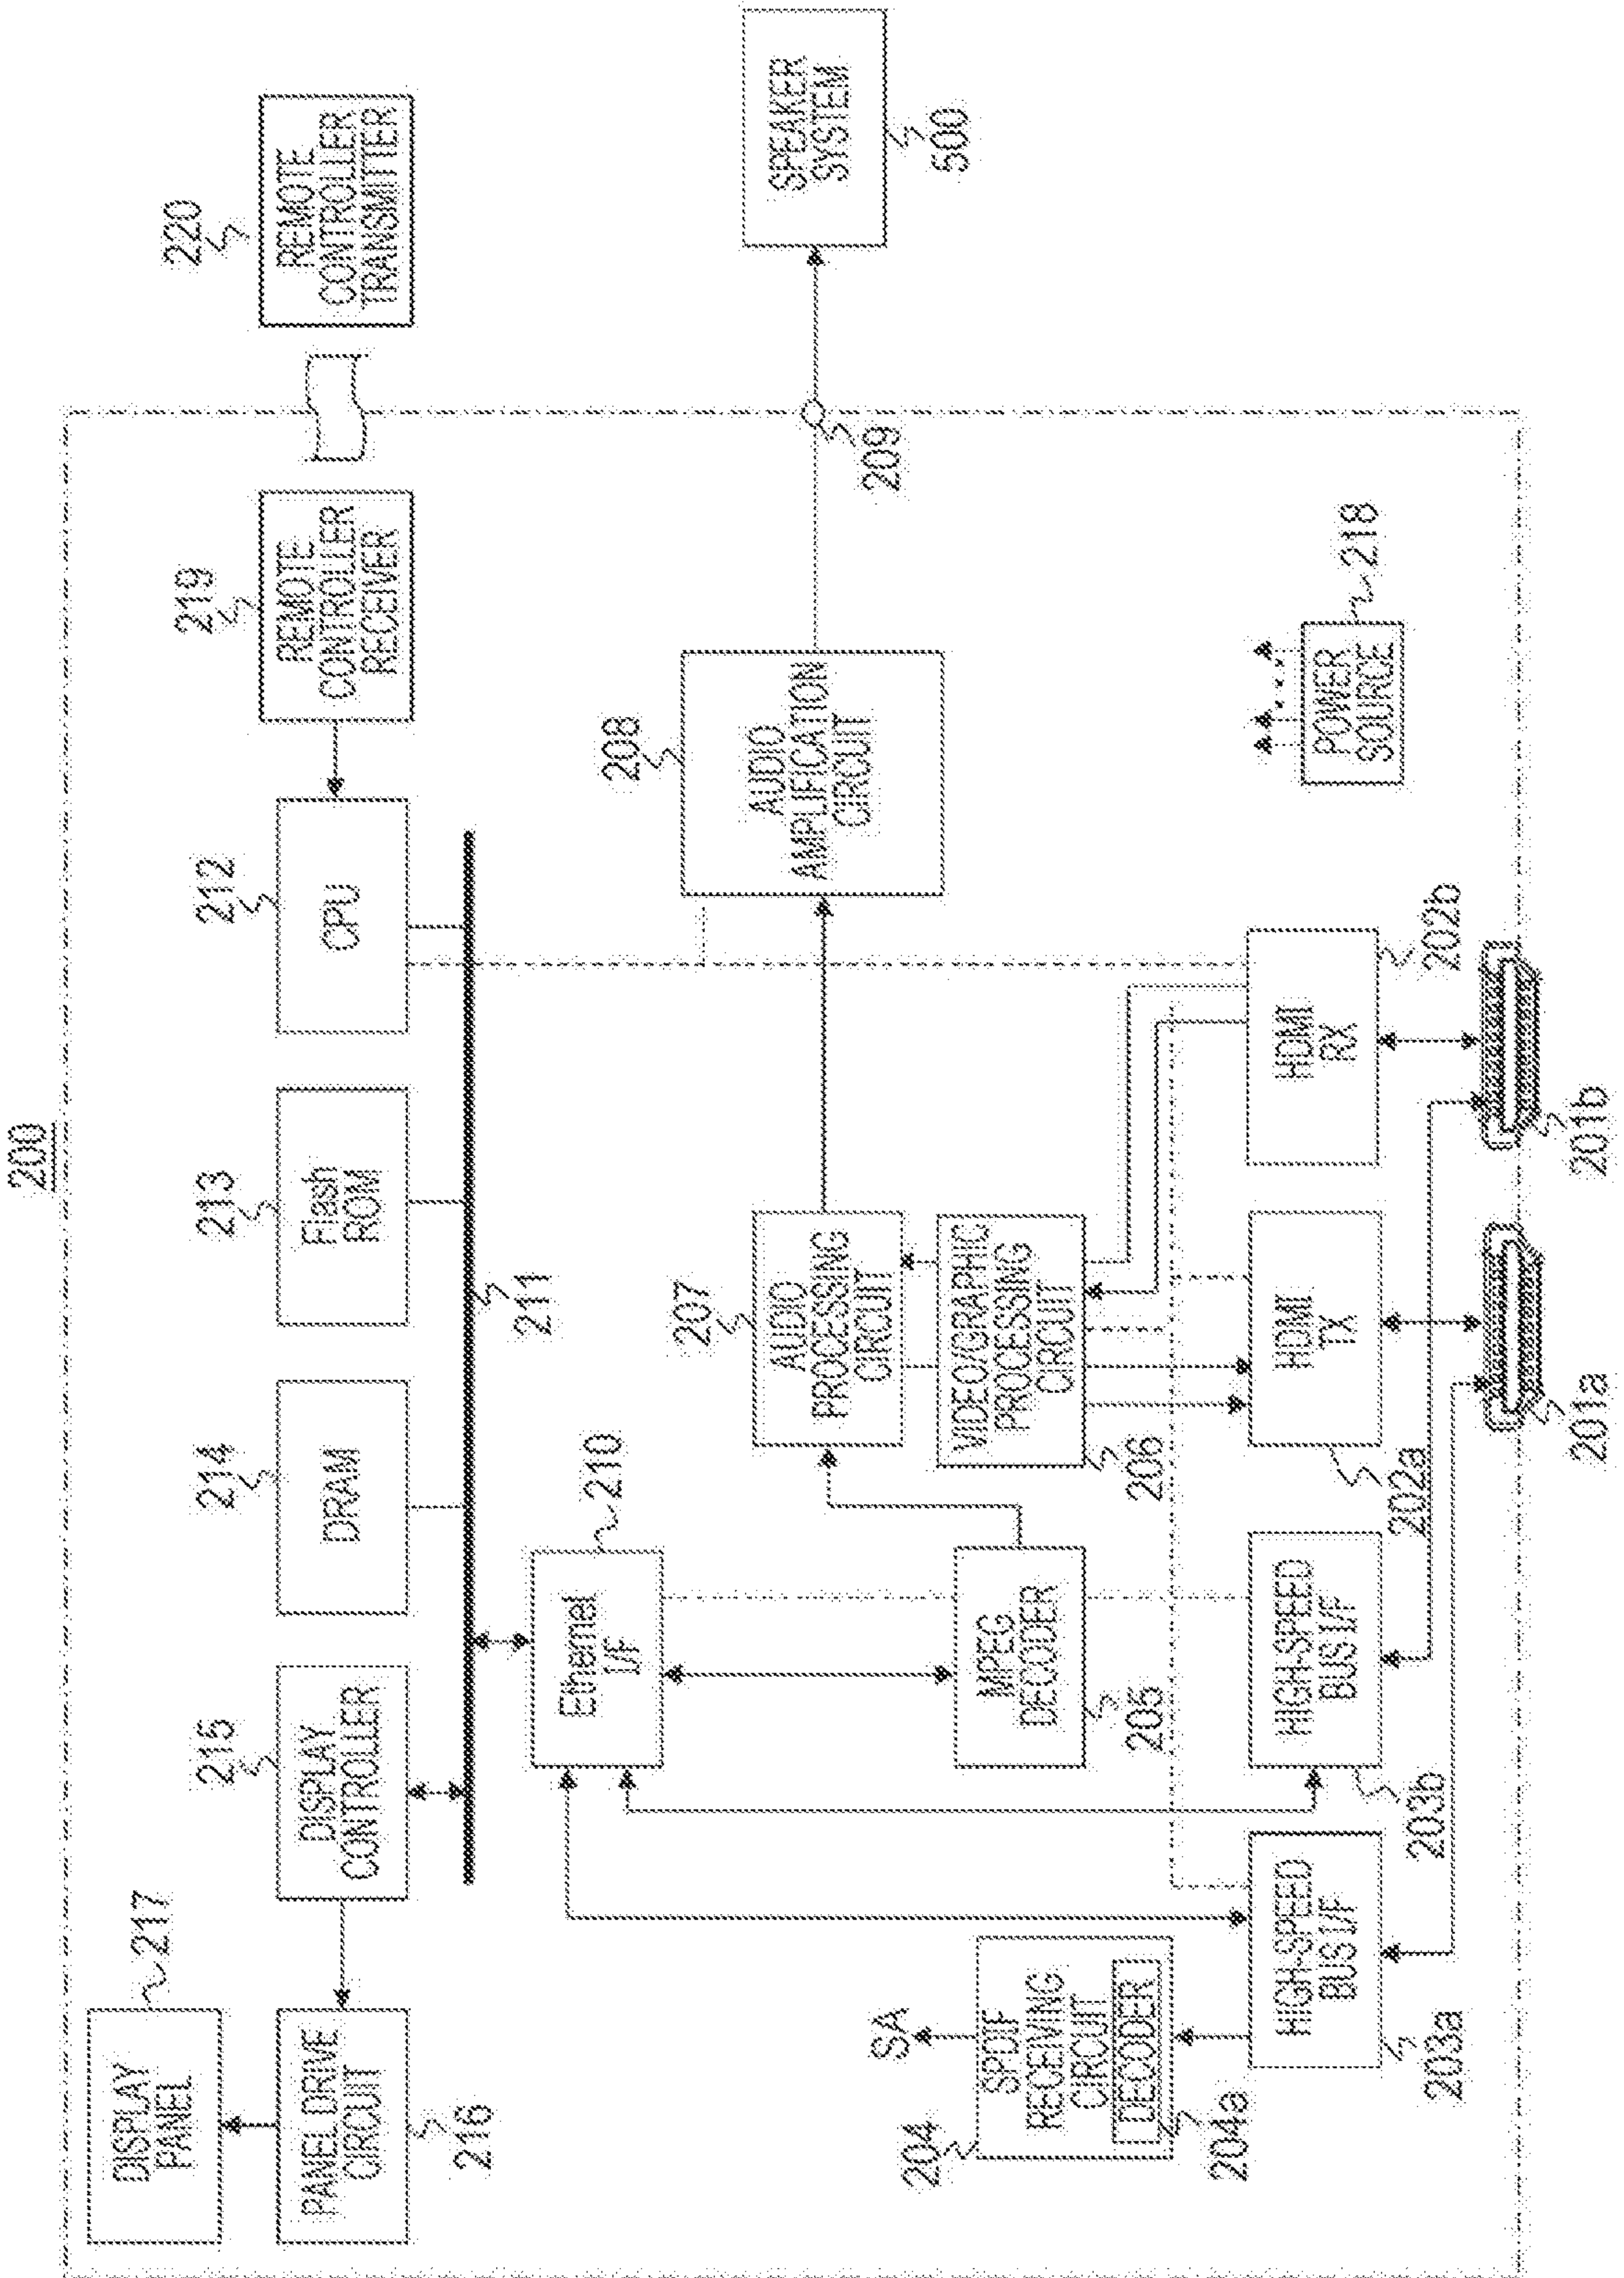 200
217
DISPLAY
PANEL
215
214
213
212
219
220
PANEL DRIVE
CIRCUIT
DISPLAY
CONTROLLER
DRAM
Flash
ROM
CPU
REMOTE
CONTROLLER
RECEIVER
REMOTE
CONTROLLER
TRANSMITTER
216
211
Ethernet
I/F
210
207
208
AUDIO
PROCESSING
CIRCUIT
AUDIO
AMPLIFICATION
CIRCUIT
SPEAKER
SYSTEM
209
500
SA
204
SPDIF
RECEIVING
CIRCUIT
DECODER
204a
MPEG
DECODER
205
VIDEO/GRAPHIC
PROCESSING
CIRCUIT
206
HIGH-SPEED
BUS I/F
203a
HIGH-SPEED
BUS I/F
203b
HDMI
TX
202a
HDMI
RX
202b
POWER
SOURCE
218
201a
201b